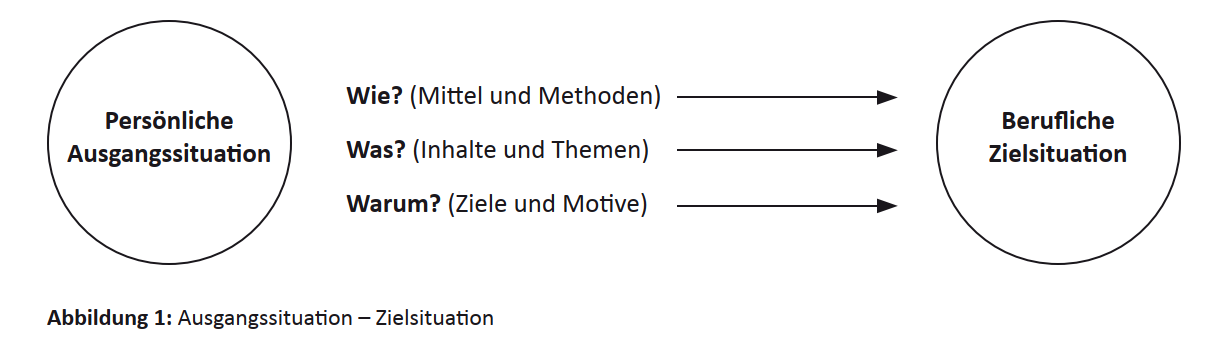 Persönliche
Ausgangssituation
Wie? (Mittel und Methoden)
Was? (Inhalte und Themen)
Warum? (Ziele und Motive)
Berufliche
Zielsituation
Abbildung 1: Ausgangssituation – Zielsituation